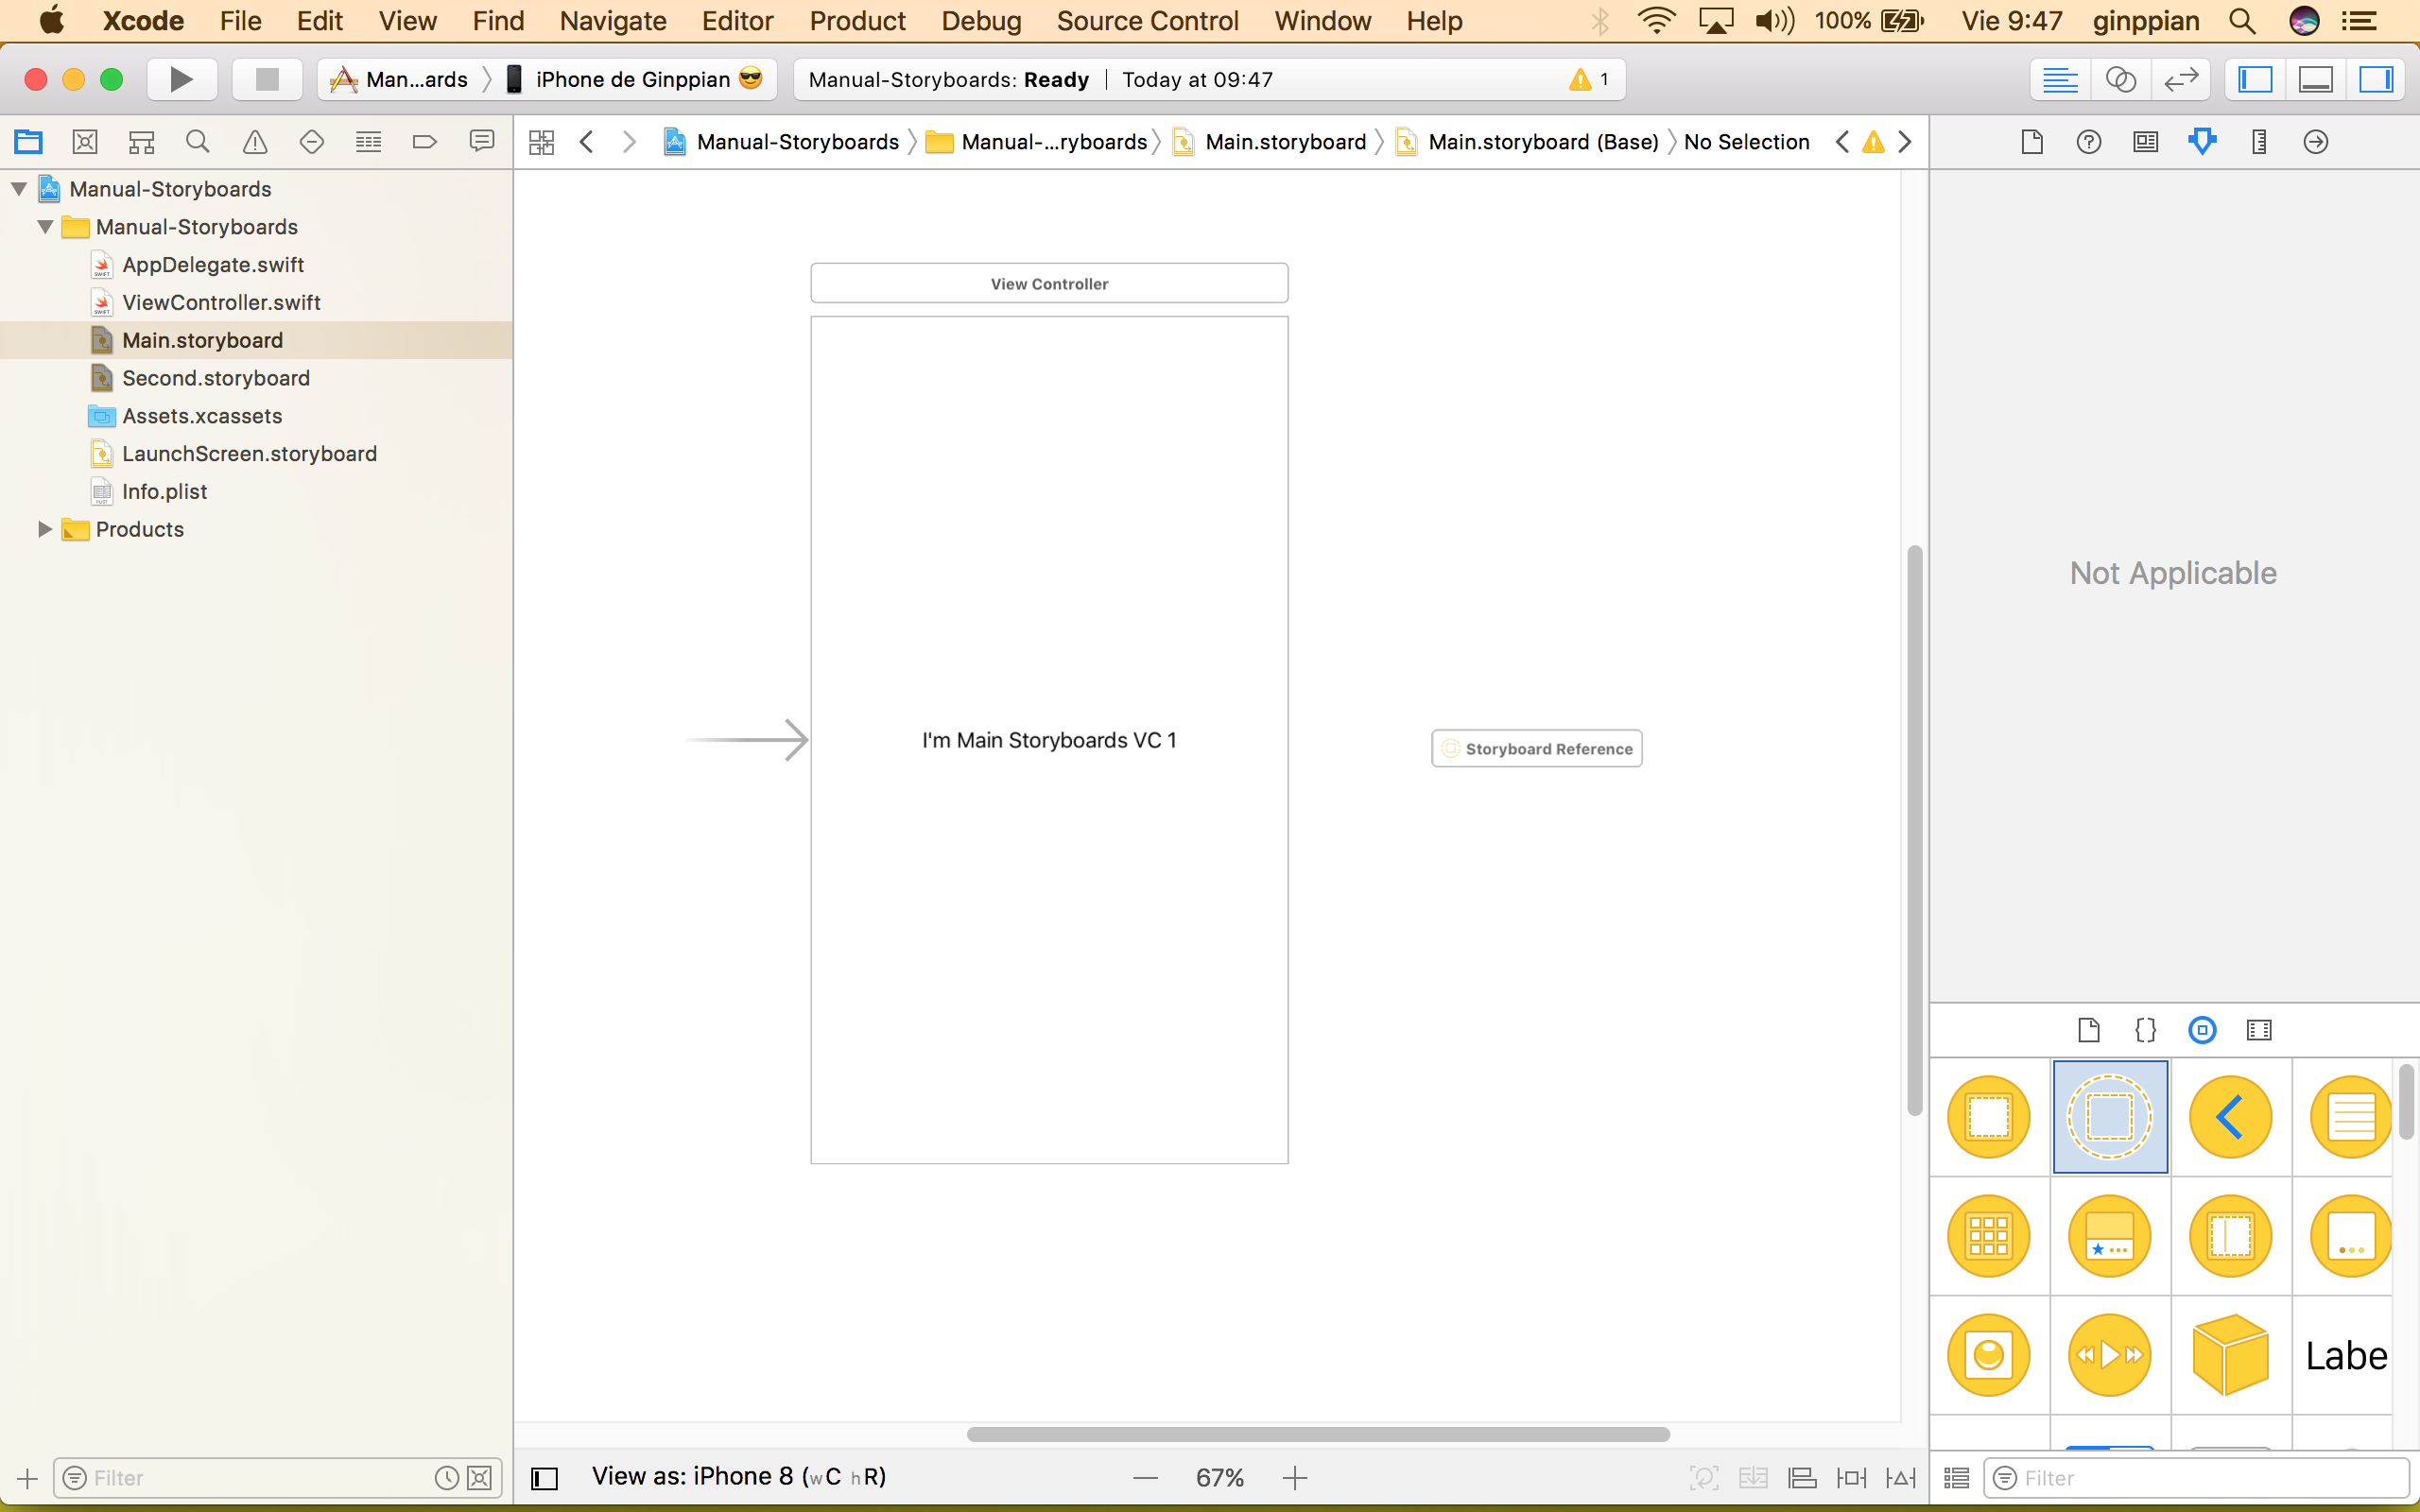 Xcode File Edit View Find Navigate Editor Product Debug Source Control Window Help 100% Vie 9:47 ginppian
Man...ards iPhone de Ginppian 😎 Manual-Storyboards: Ready | Today at 09:47 1
Manual-Storyboards Manual-...ryboards Main.storyboard Main.storyboard (Base) No Selection
Manual-Storyboards
Manual-Storyboards
AppDelegate.swift
ViewController.swift
Main.storyboard
Second.storyboard
Assets.xcassets
LaunchScreen.storyboard
Info.plist
Products
View Controller
I'm Main Storyboards VC 1
Storyboard Reference
Not Applicable
{}
Labe
Filter
View as: iPhone 8 (wC hR)
67%
Filter